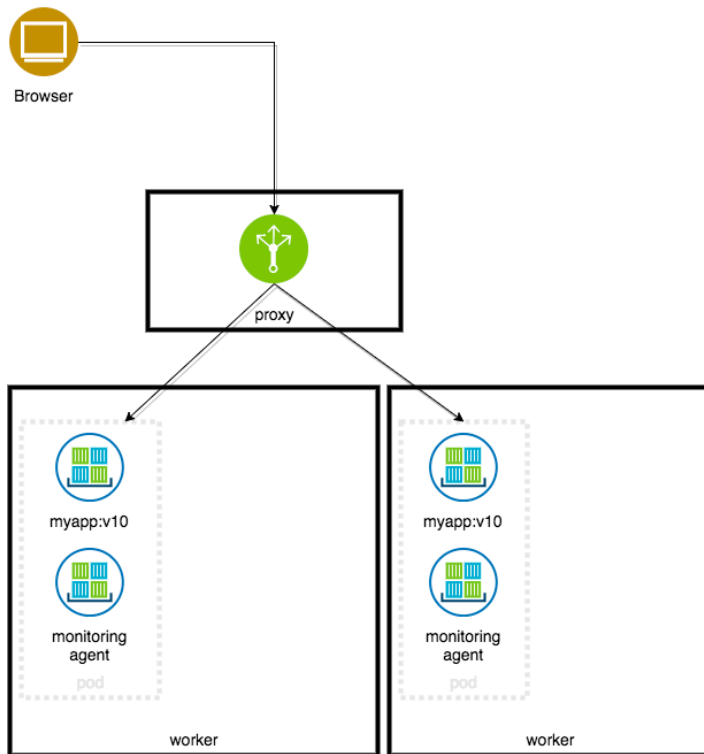 Browser
proxy
myapp:v10
monitoring
agent
pod
worker
myapp:v10
monitoring
agent
pod
worker